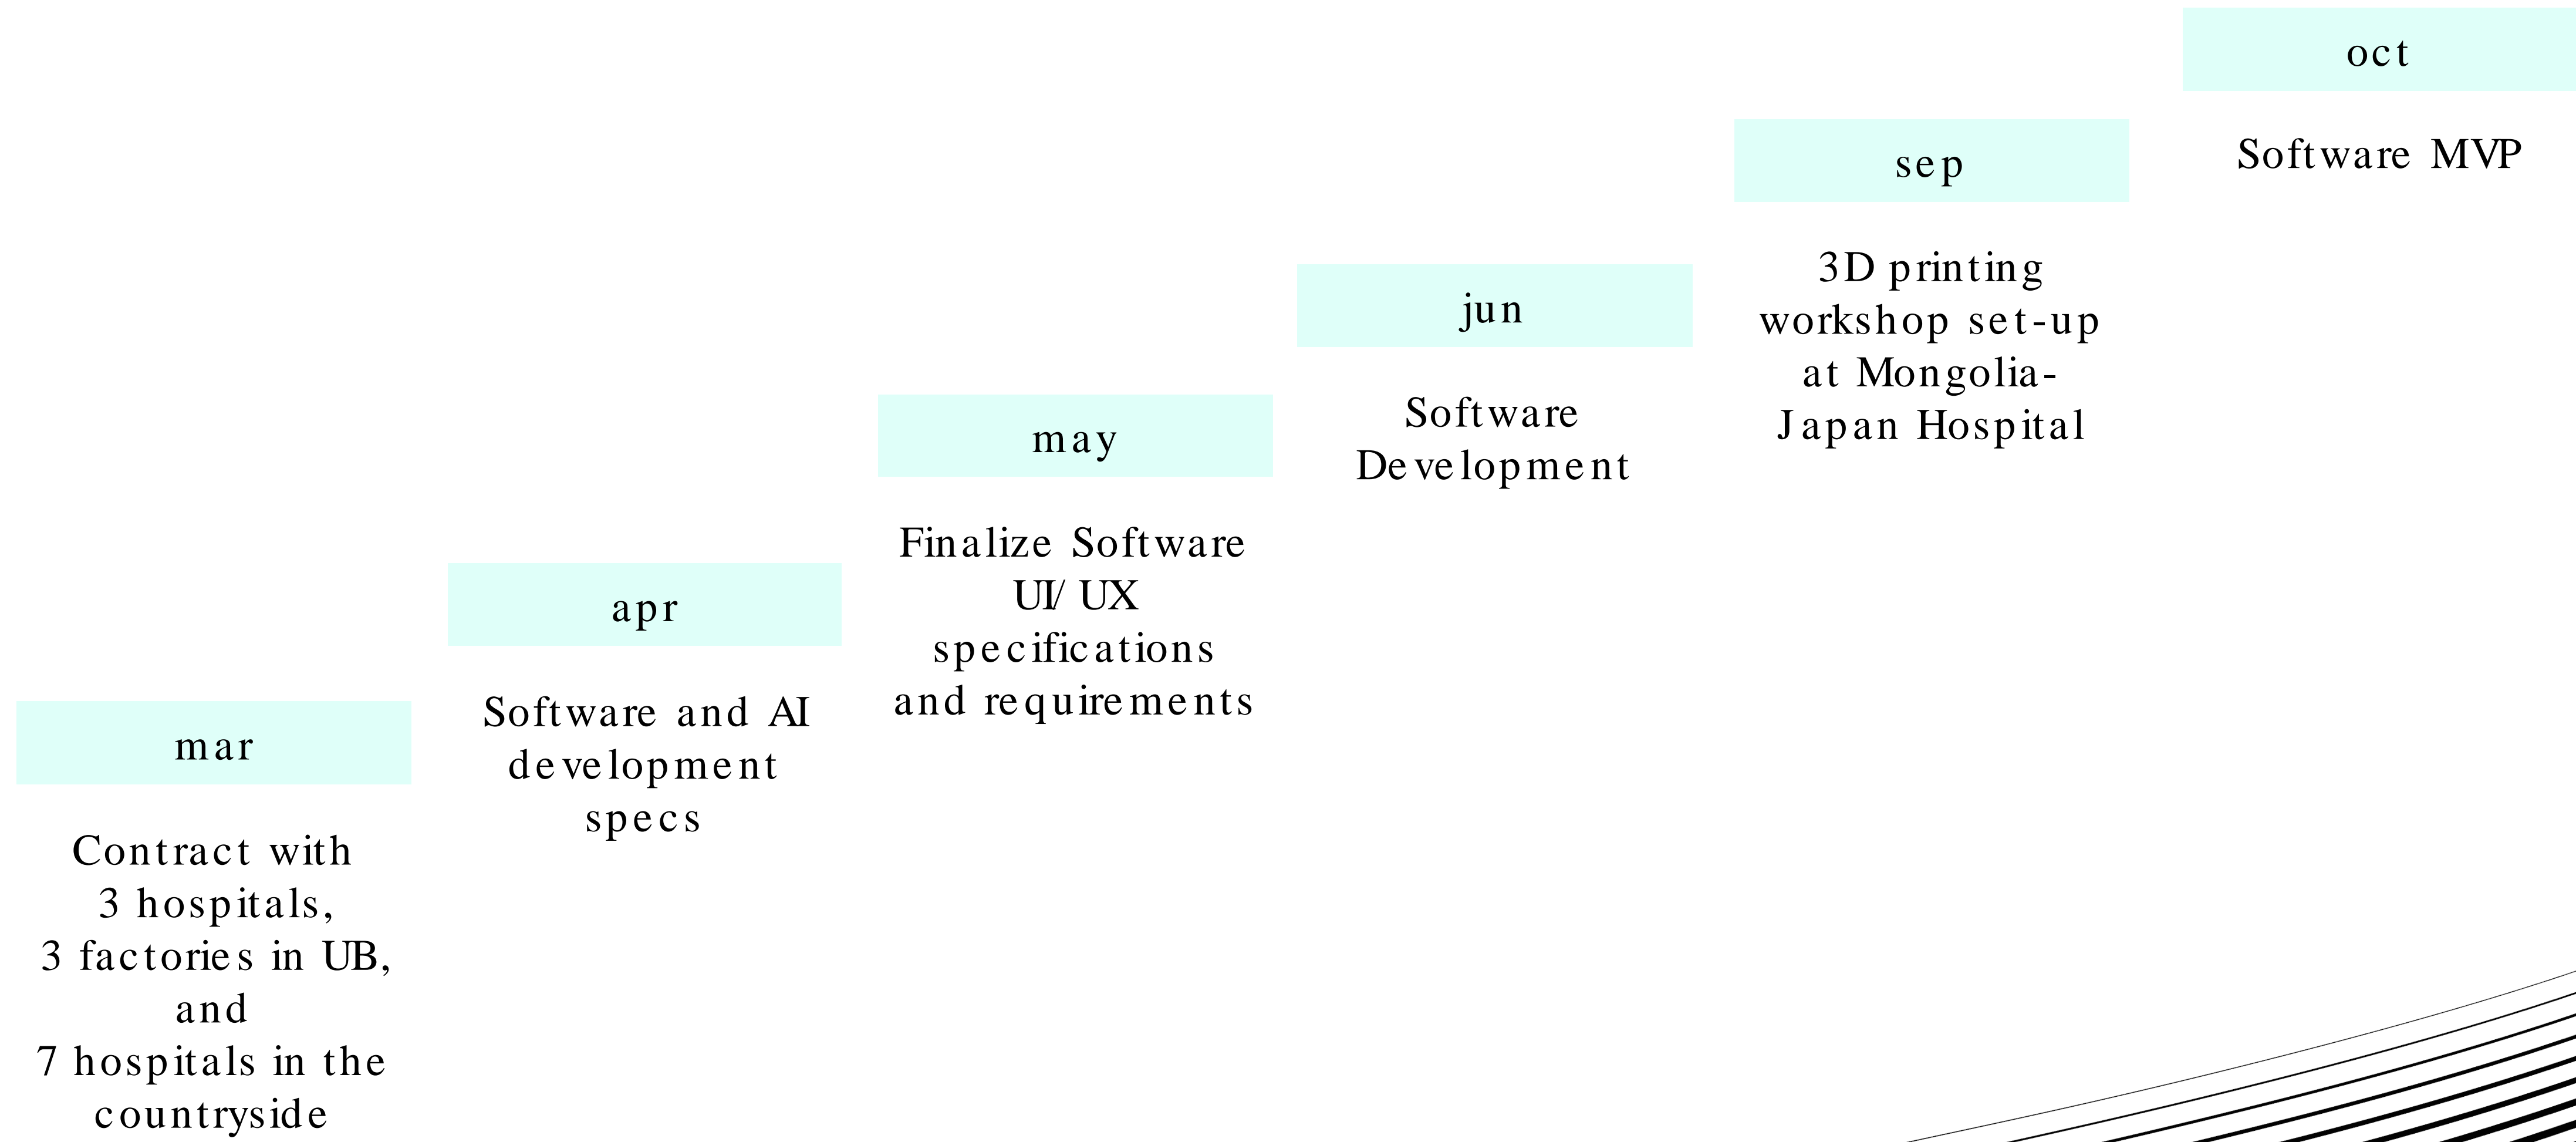 mar
Contract with
3 hospitals,
3 factories in UB,
and
7 hospitals in the
countryside
apr
Software and AI
development
specs
may
Finalize Software
UI/ UX
specifications
and requirements
jun
Software
Development
sep
3D printing
workshop set-up
at Mongolia-
Japan Hospital
oct
Software MVP